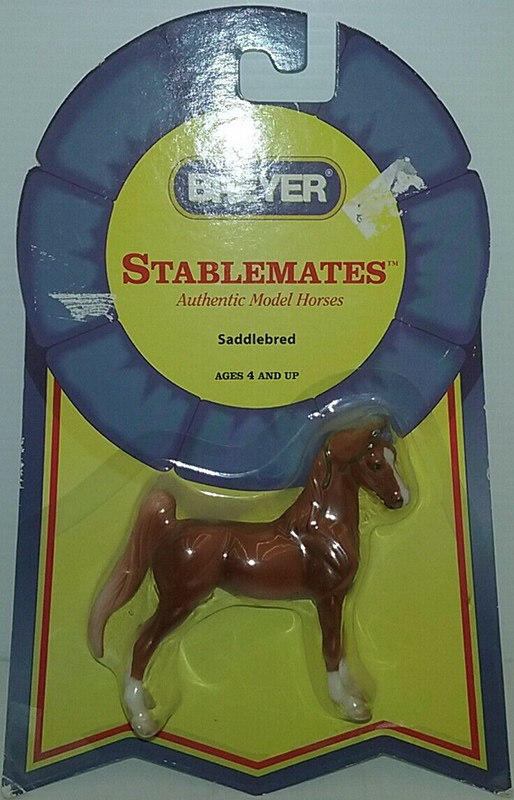 BREYER®
STABLEMATES™
Authentic Model Horses
Saddlebred
AGES 4 AND UP